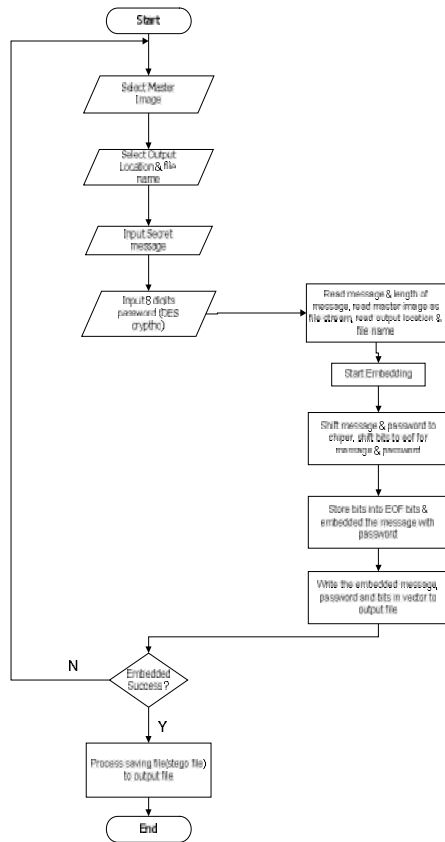 Start
Select Master
Image
Select Output
Location & file
name
Input Secret
message
Input 8 digits
password (DES
crypthc)
Read message & length of
message, read master image as
file stream, read output location &
file name
Start Embedding
Shift message & password to
chiper, shift bits to eof for
message & password
Store bits into EOF bits &
embedded the message with
password
Write the embedded message,
password and bits in vector to
output file
Embedded
Success?
N
Y
Process saving file(stego file)
to output file
End